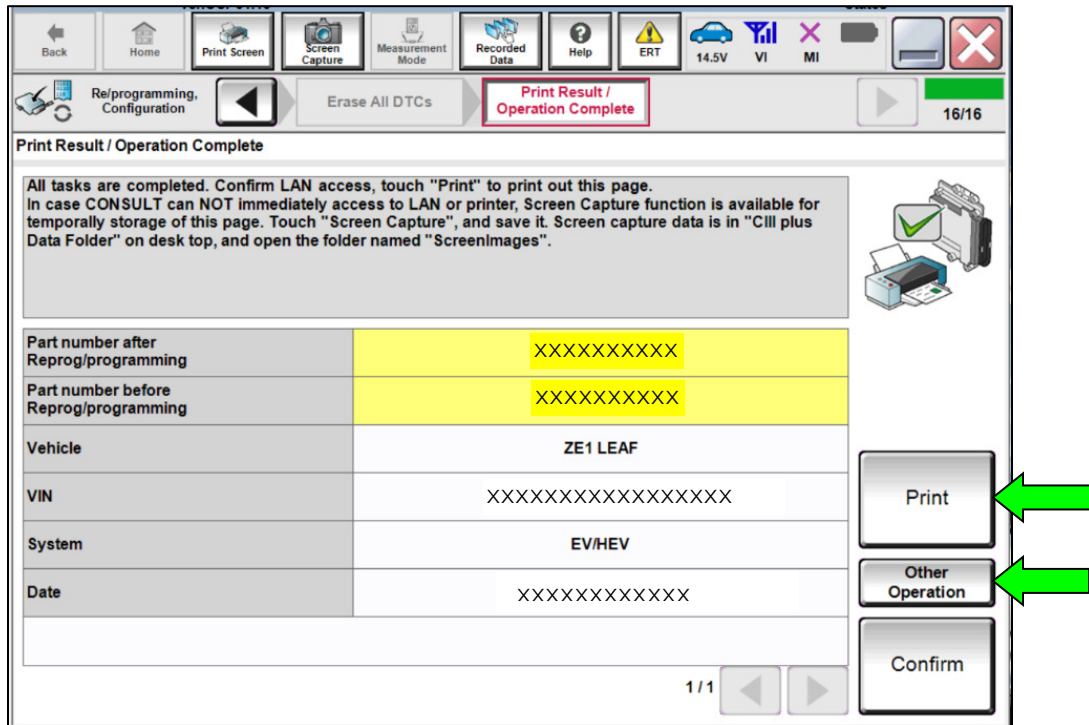 Back
Home
Print Screen
Screen
Capture
Measurement
Mode
Recorded
Data
Help
ERT
14.5V
VI
MI
Re/programming,
Configuration
Erase All DTCs
Print Result /
Operation Complete
16/16
Print Result / Operation Complete
All tasks are completed. Confirm LAN access, touch "Print" to print out this page.
In case CONSULT can NOT immediately access to LAN or printer, Screen Capture function is available for
temporally storage of this page. Touch "Screen Capture", and save it. Screen capture data is in "CIII plus
Data Folder" on desk top, and open the folder named "ScreenImages".
Part number after
Reprog/programming
XXXXXXXXXX
Part number before
Reprog/programming
XXXXXXXXXX
Vehicle
ZE1 LEAF
VIN
XXXXXXXXXXXXXXXXX
System
EV/HEV
Date
XXXXXXXXXXXX
Print
Other
Operation
Confirm
1/1